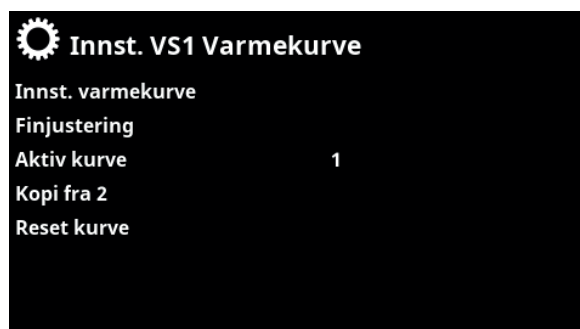 Innst. VS1 Varmekurve
Innst. varmekurve
Finjustering
Aktiv kurve 1
Kopi fra 2
Reset kurve